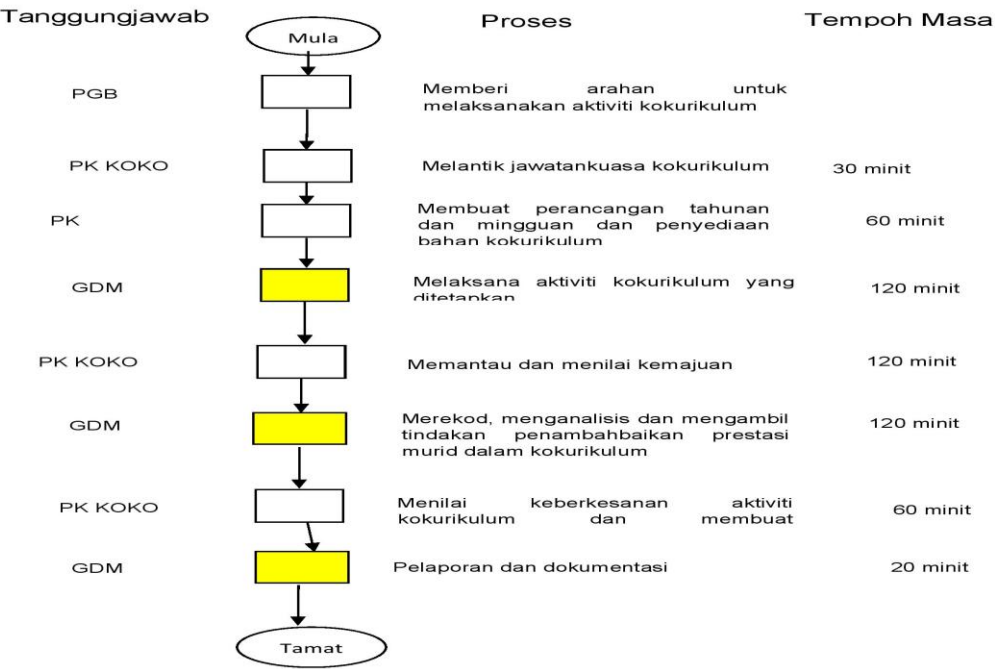 Tanggungjawab
Proses
Tempoh Masa
Mula
PGB
Memberi arahan untuk
melaksanakan aktiviti kokurikulum
PK KOKO
Melantik jawatankuasa kokurikulum
30 minit
PK
Membuat perancangan tahunan
dan mingguan dan penyediaan
bahan kokurikulum
60 minit
GDM
Melaksana aktiviti kokurikulum yang
ditetapkan
120 minit
PK KOKO
Memantau dan menilai kemajuan
120 minit
GDM
Merekod, menganalisis dan mengambil
tindakan penambahbaikan prestasi
murid dalam kokurikulum
120 minit
PK KOKO
Menilai keberkesanan aktiviti
kokurikulum dan membuat
60 minit
GDM
Pelaporan dan dokumentasi
20 minit
Tamat